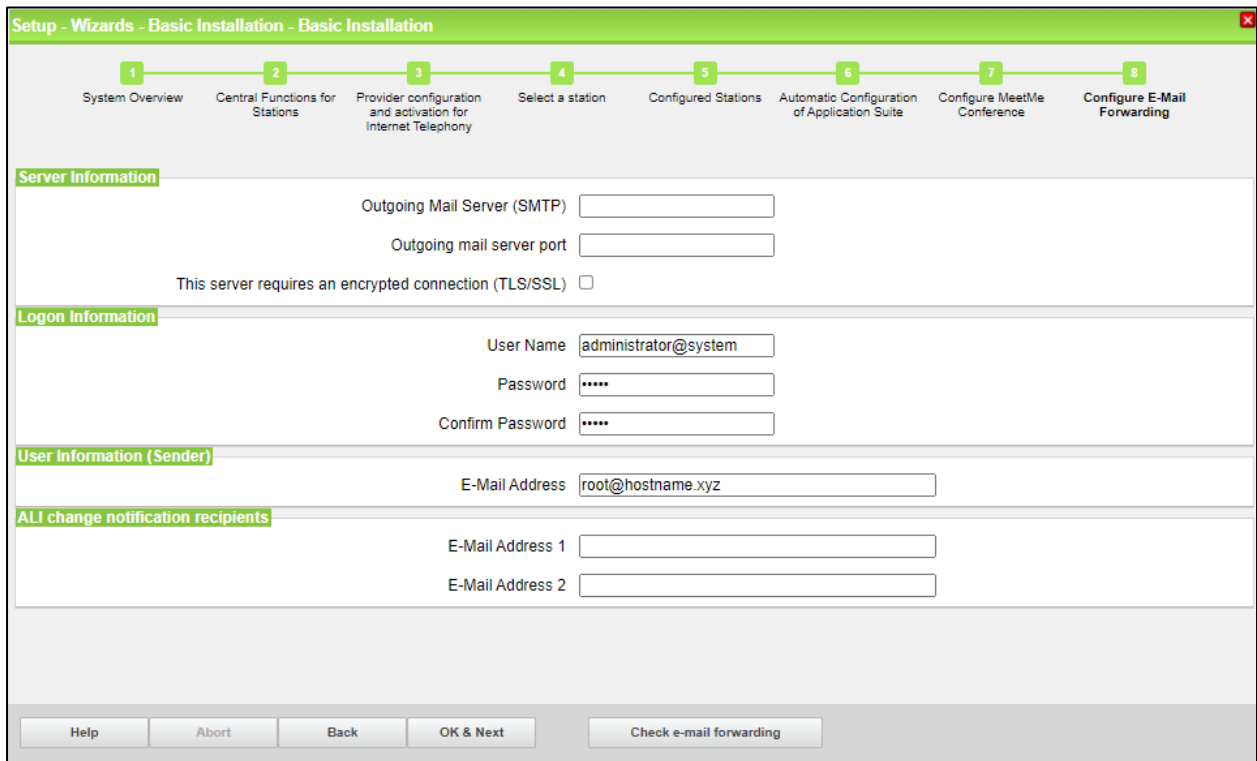 Setup - Wizards - Basic Installation - Basic Installation
1 2 3 4 5 6 7 8
System Overview
Central Functions for
Stations
Provider configuration
and activation for
Internet Telephony
Select a station
Configured Stations
Automatic Configuration
of Application Suite
Configure MeetMe
Conference
Configure E-Mail
Forwarding
Server Information
Outgoing Mail Server (SMTP)
Outgoing mail server port
This server requires an encrypted connection (TLS/SSL)
Logon Information
User Name administrator@system
Password •••••
Confirm Password •••••
User Information (Sender)
E-Mail Address root@hostname.xyz
ALI change notification recipients
E-Mail Address 1
E-Mail Address 2
Help Abort Back OK & Next Check e-mail forwarding